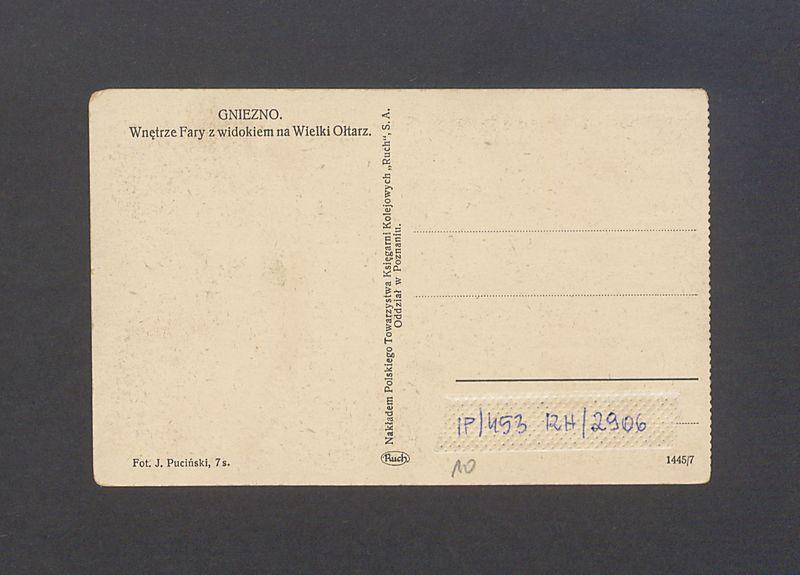 GNIEZNO.
Wnętrze Fary z widokiem na Wielki Ołtarz.
Nakładem Polskiego Towarzystwa Księgarni Kolejowych „Ruch“, S. A.
Oddział w Poznaniu.
IP/453 RH/2906
Fot. J. Puciński, 7 s.
Ruch
10
1445/7